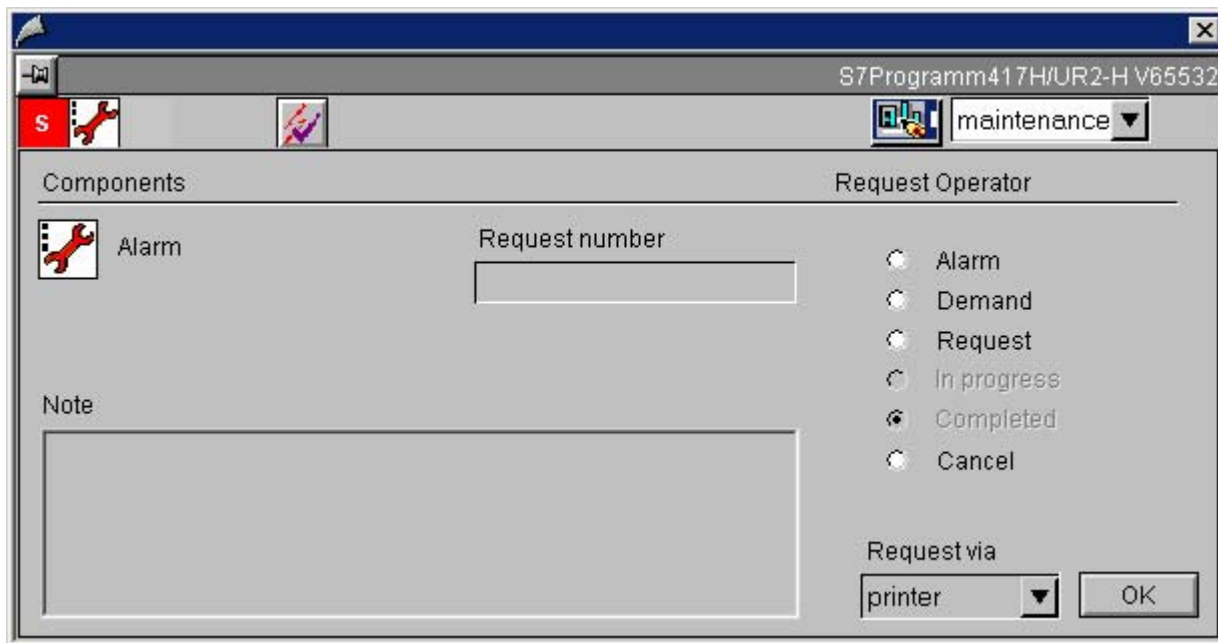 S7Programm417H/UR2-H V65532
S
maintenance
Components
Request Operator
Alarm
Request number
Alarm
Demand
Request
In progress
Completed
Cancel
Note
Request via
printer
OK